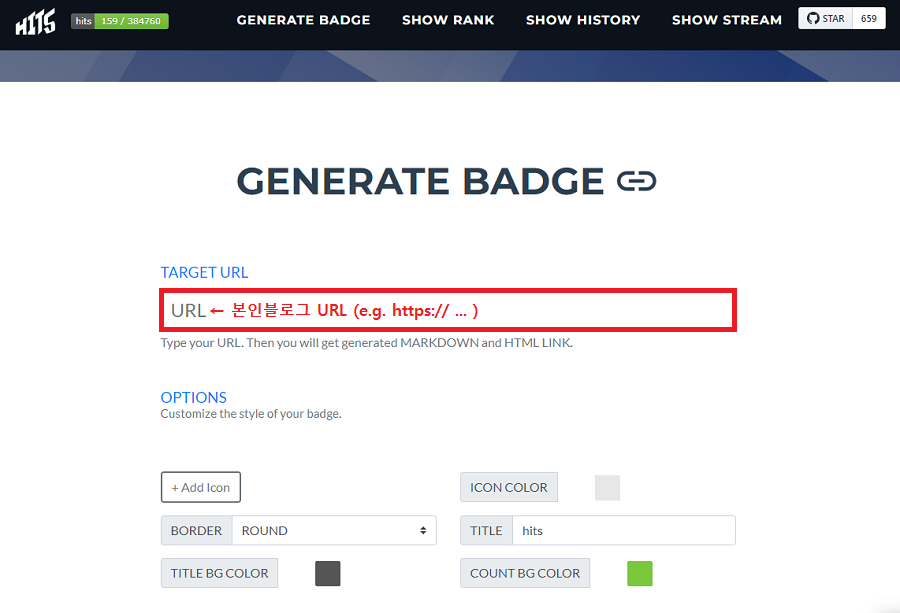 HITS hits 159 / 384760 GENERATE BADGE SHOW RANK SHOW HISTORY SHOW STREAM STAR 659
GENERATE BADGE
TARGET URL
URL ← 본인블로그 URL (e.g. https:// ... )
Type your URL. Then you will get generated MARKDOWN and HTML LINK.
OPTIONS
Customize the style of your badge.
+ Add Icon ICON COLOR
BORDER ROUND TITLE hits
TITLE BG COLOR COUNT BG COLOR